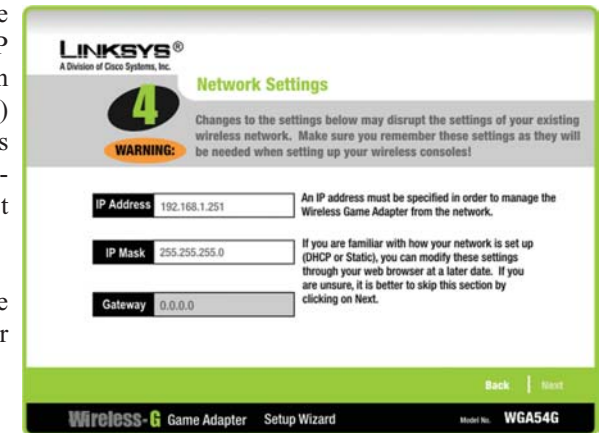 e
P
n
)
s
-
t
e
r
LINKSYS®
A Division of Cisco Systems, Inc.
Network Settings
4
WARNING:
Changes to the settings below may disrupt the settings of your existing
wireless network. Make sure you remember these settings as they will
be needed when setting up your wireless consoles!
IP Address 192.168.1.251
An IP address must be specified in order to manage the
Wireless Game Adapter from the network.
IP Mask 255.255.255.0
If you are familiar with how your network is set up
(DHCP or Static), you can modify these settings
through your web browser at a later date. If you
are unsure, it is better to skip this section by
clicking on Next.
Gateway 0.0.0.0
Back | Next
Wireless-G Game Adapter Setup Wizard
Model No. WGA54G